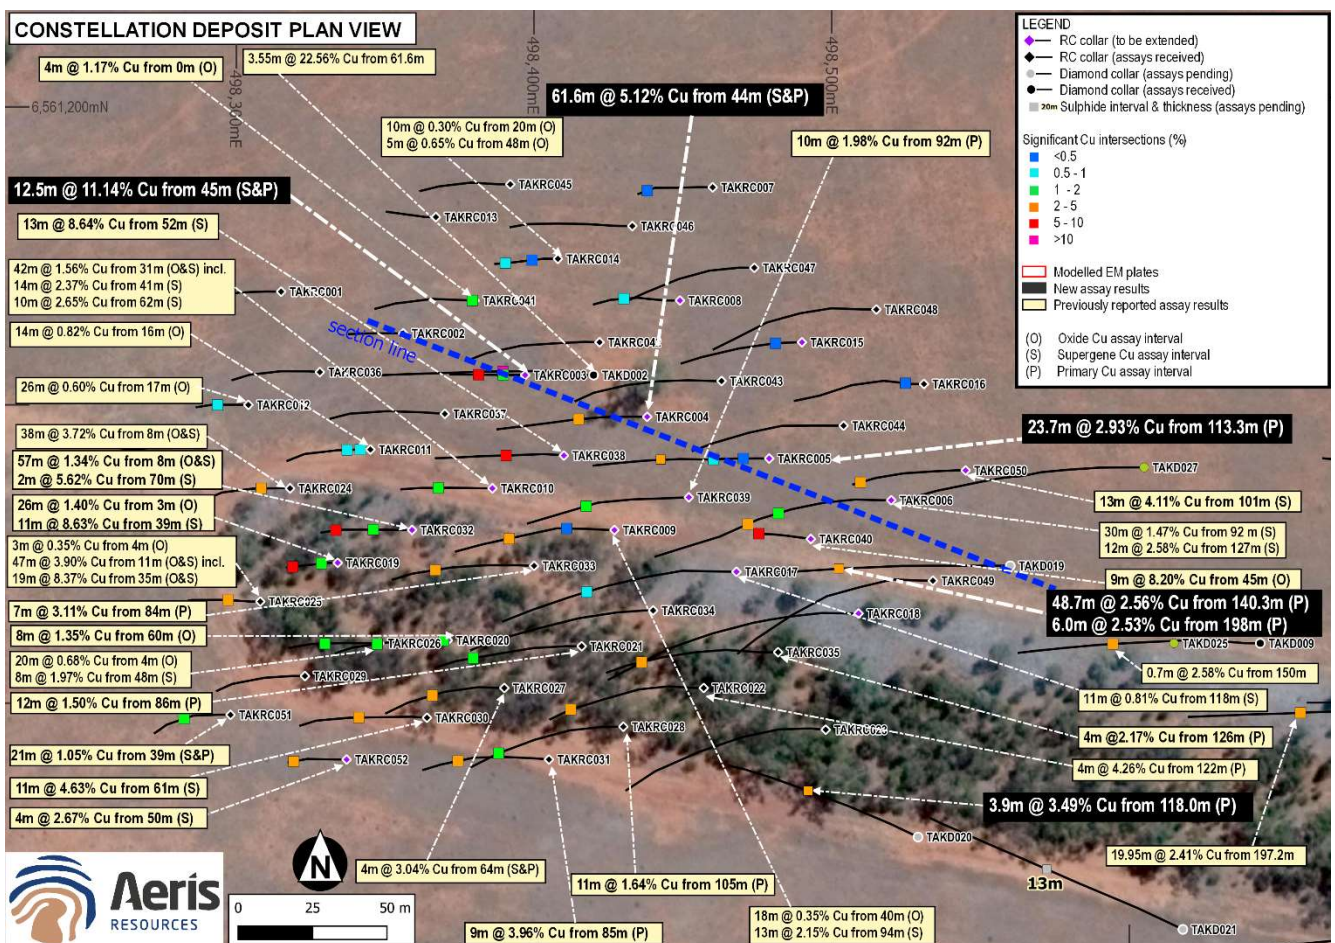 CONSTELLATION DEPOSIT PLAN VIEW
498,300mE
498,400mE
498,500mE
6,561,200mN
4m @ 1.17% Cu from 0m (O)
3.55m @ 22.56% Cu from 61.6m
61.6m @ 5.12% Cu from 44m (S&P)
10m @ 0.30% Cu from 20m (O)
5m @ 0.65% Cu from 48m (O)
10m @ 1.98% Cu from 92m (P)
12.5m @ 11.14% Cu from 45m (S&P)
13m @ 8.64% Cu from 52m (S)
42m @ 1.56% Cu from 31m (O&S) incl.
14m @ 2.37% Cu from 41m (S)
10m @ 2.65% Cu from 62m (S)
14m @ 0.82% Cu from 16m (O)
26m @ 0.60% Cu from 17m (O)
38m @ 3.72% Cu from 8m (O&S)
57m @ 1.34% Cu from 8m (O&S)
2m @ 5.62% Cu from 70m (S)
26m @ 1.40% Cu from 3m (O)
11m @ 8.63% Cu from 39m (S)
3m @ 0.35% Cu from 4m (O)
47m @ 3.90% Cu from 11m (O&S) incl.
19m @ 8.37% Cu from 35m (O&S)
7m @ 3.11% Cu from 84m (P)
8m @ 1.35% Cu from 60m (O)
20m @ 0.68% Cu from 4m (O)
8m @ 1.97% Cu from 48m (S)
12m @ 1.50% Cu from 86m (P)
21m @ 1.05% Cu from 39m (S&P)
11m @ 4.63% Cu from 61m (S)
4m @ 2.67% Cu from 50m (S)
TAKRC045
TAKRC007
TAKRC013
TAKRC046
TAKRC014
TAKRC047
TAKRC001
TAKRC041
TAKRC008
TAKRC048
section line
TAKRC002
TAKRC015
TAKRC036
TAKRC003
TAKD002
TAKRC043
TAKRC016
TAKRC012
TAKRC037
TAKRC004
TAKRC044
TAKRC011
TAKRC038
TAKRC005
TAKRC050
TAKD027
TAKRC024
TAKRC010
TAKRC039
TAKRC006
TAKRC032
TAKRC009
TAKRC040
TAKRC019
TAKRC033
TAKRC017
TAKD019
TAKRC049
TAKRC025
TAKRC034
TAKRC018
TAKRC026
TAKRC020
TAKRC021
TAKRC035
TAKD025
TAKD009
TAKRC029
TAKRC027
TAKRC022
TAKRC051
TAKRC030
TAKRC028
TAKRC023
TAKRC052
TAKRC031
TAKD020
13m
TAKD021
23.7m @ 2.93% Cu from 113.3m (P)
13m @ 4.11% Cu from 101m (S)
30m @ 1.47% Cu from 92 m (S)
12m @ 2.58% Cu from 127m (S)
9m @ 8.20% Cu from 45m (O)
48.7m @ 2.56% Cu from 140.3m (P)
6.0m @ 2.53% Cu from 198m (P)
0.7m @ 2.58% Cu from 150m
11m @ 0.81% Cu from 118m (S)
4m @2.17% Cu from 126m (P)
4m @ 4.26% Cu from 122m (P)
3.9m @ 3.49% Cu from 118.0m (P)
19.95m @ 2.41% Cu from 197.2m
4m @ 3.04% Cu from 64m (S&P)
11m @ 1.64% Cu from 105m (P)
9m @ 3.96% Cu from 85m (P)
18m @ 0.35% Cu from 40m (O)
13m @ 2.15% Cu from 94m (S)
LEGEND
RC collar (to be extended)
RC collar (assays received)
Diamond collar (assays pending)
Diamond collar (assays received)
20m Sulphide interval & thickness (assays pending)
Significant Cu intersections (%)
<0.5
0.5 - 1
1 - 2
2 - 5
5 - 10
>10
Modelled EM plates
New assay results
Previously reported assay results
(O) Oxide Cu assay interval
(S) Supergene Cu assay interval
(P) Primary Cu assay interval
Aeris
RESOURCES
N
0 25 50 m